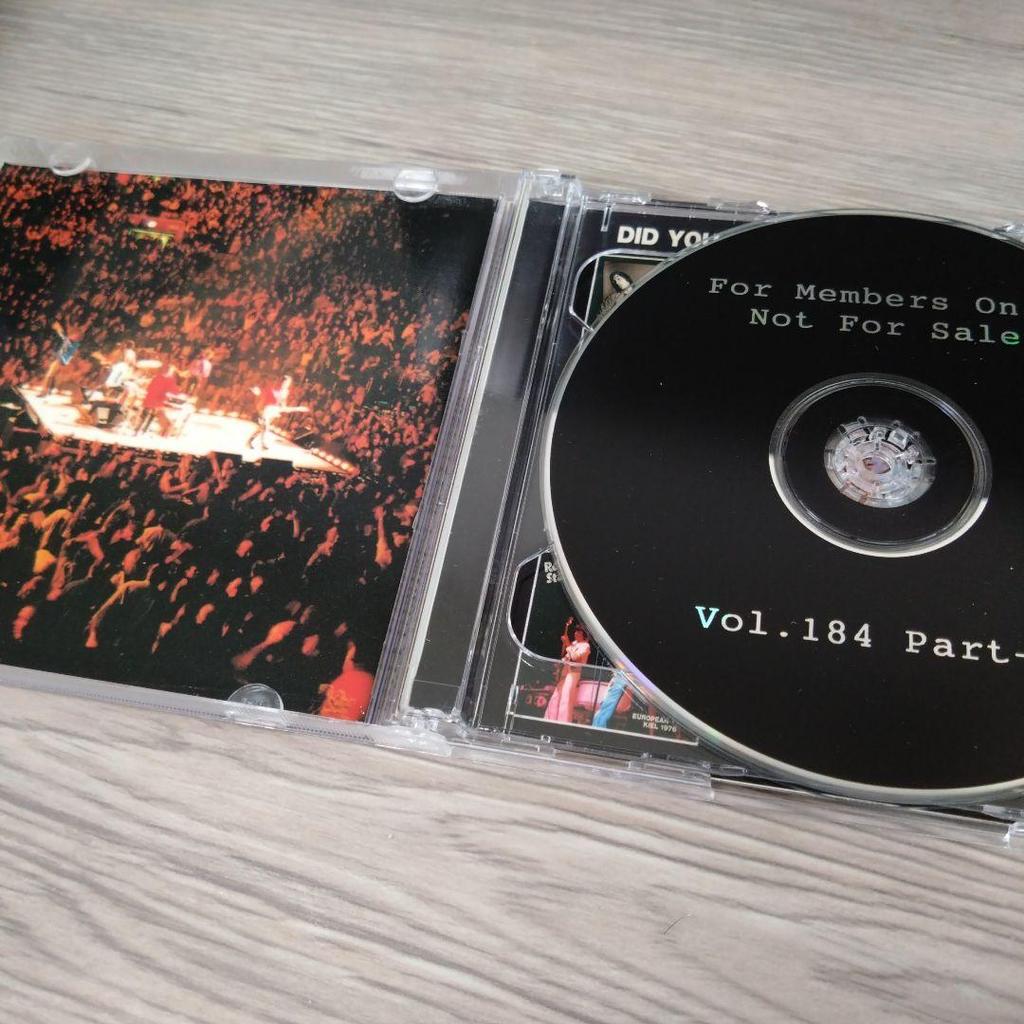 DID YOU
For Members On
Not For Sale
Vol.184 Part-
EUROPEAN
KIEL 1976